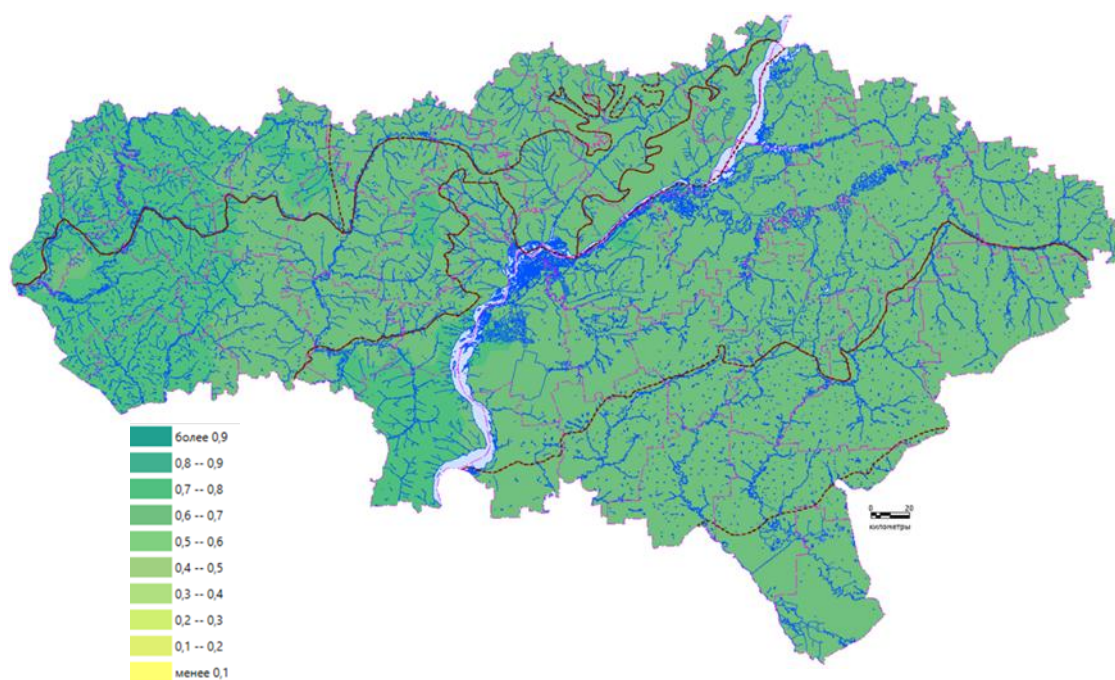 более 0,9
0,8 -- 0,9
0,7 -- 0,8
0,6 -- 0,7
0,5 -- 0,6
0,4 -- 0,5
0,3 -- 0,4
0,2 -- 0,3
0,1 -- 0,2
менее 0,1
0 20
километры